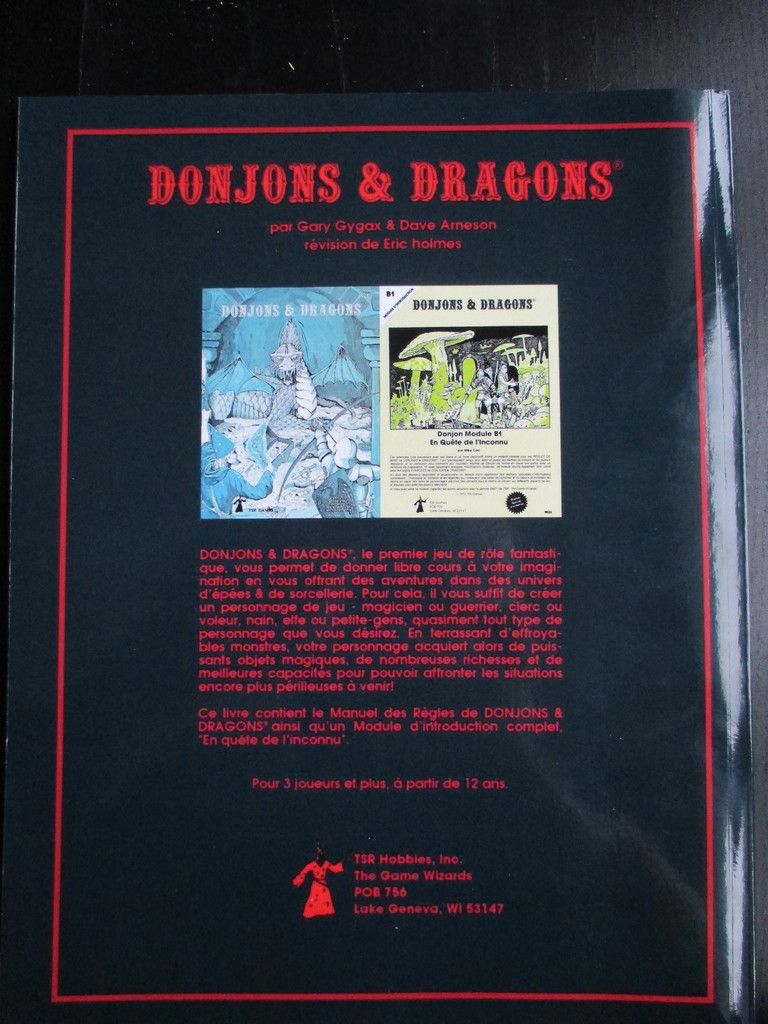 DONJONS & DRAGONS®
par Gary Gygax & Dave Arneson
révision de Eric holmes
DONJONS & DRAGONS
TSR GAMES
B1
DONJONS & DRAGONS®
Donjon Module B1
En Quête de l'Inconnu
par Mike Carr
DONJONS & DRAGONS®, le premier jeu de rôle fantasti-
que, vous permet de donner libre cours à votre imagi-
nation en vous offrant des aventures dans des univers
d'épées & de sorcellerie. Pour cela, il vous suffit de créer
un personnage de jeu - magicien ou guerrier, clerc ou
voleur, nain, elfe ou petite-gens, quasiment tout type de
personnage que vous désirez. En terrassant d'effroya-
bles monstres, votre personnage acquiert alors de puis-
sants objets magiques, de nombreuses richesses et de
meilleures capacités pour pouvoir affronter les situations
encore plus périlleuses à venir!
Ce livre contient le Manuel des Règles de DONJONS &
DRAGONS® ainsi qu'un Module d'introduction complet,
"En quête de l'inconnu".
Pour 3 joueurs et plus, à partir de 12 ans.
TSR Hobbies, Inc.
The Game Wizards
POB 756
Lake Geneva, WI 53147